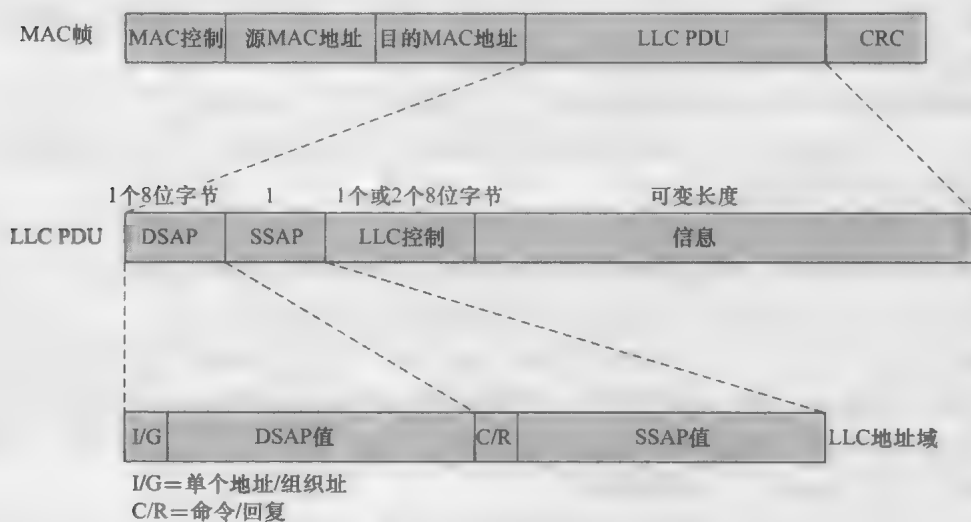 MAC帧 MAC控制 源MAC地址 目的MAC地址 LLC PDU CRC
1个8位字节 1 1个或2个8位字节 可变长度
LLC PDU DSAP SSAP LLC控制 信息
I/G DSAP值 C/R SSAP值 LLC地址域
I/G=单个地址/组织址
C/R=命令/回复